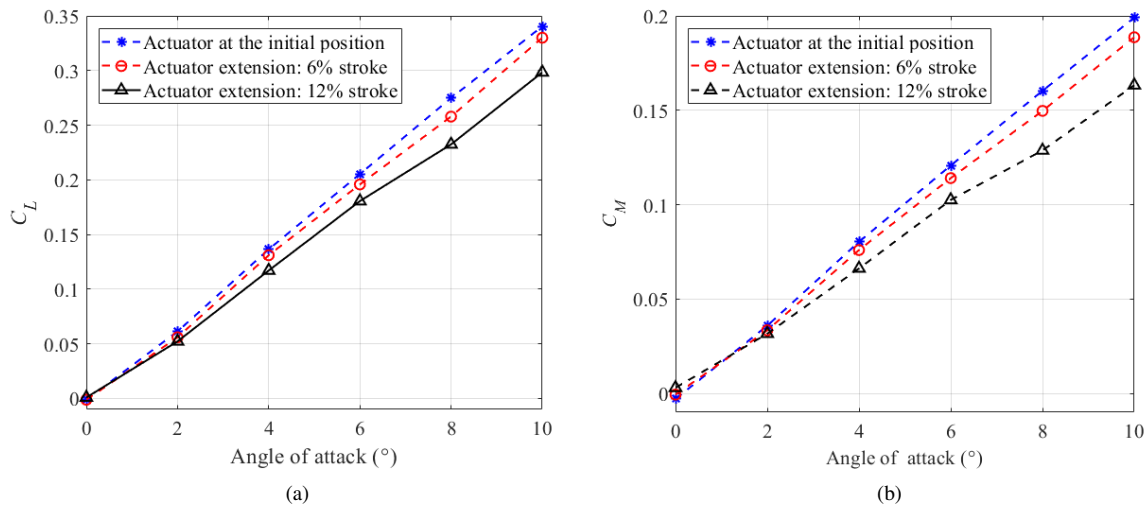 0.35
0.3
0.25
0.2
0.15
0.1
0.05
0
C_L
Actuator at the initial position
Actuator extension: 6% stroke
Actuator extension: 12% stroke
0 2 4 6 8 10
Angle of attack (°)
(a)
0.2
0.15
0.1
0.05
0
C_M
Actuator at the initial position
Actuator extension: 6% stroke
Actuator extension: 12% stroke
0 2 4 6 8 10
Angle of attack (°)
(b)